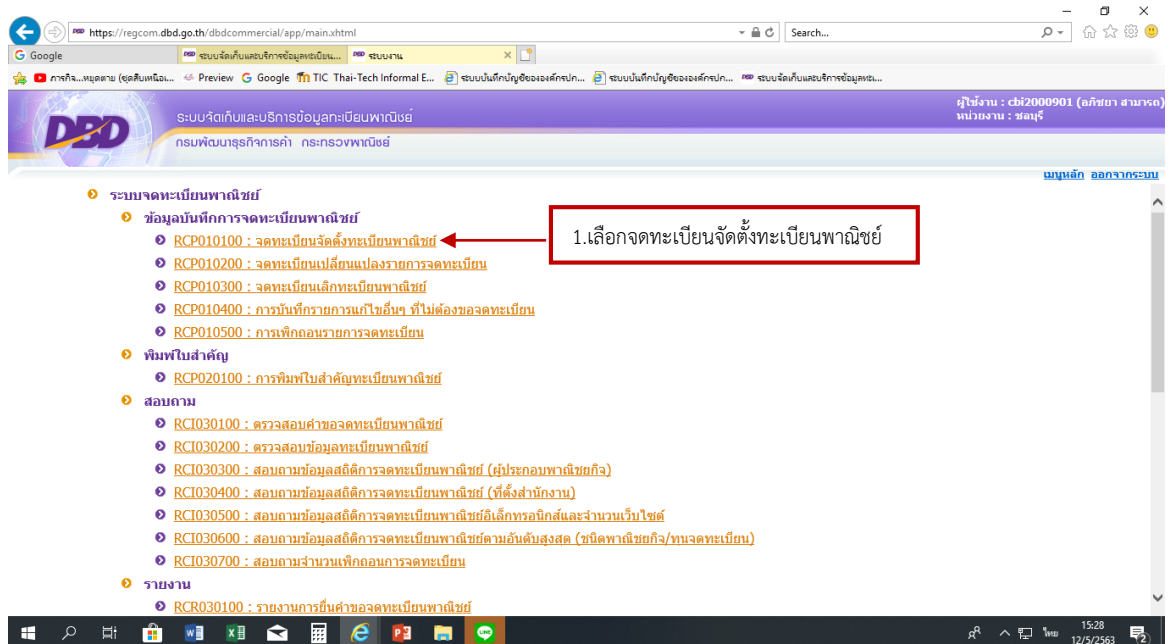 https://regcom.dbd.go.th/dbdcommercial/app/main.xhtml
Search...
Google
ระบบจัดเก็บและบริการข้อมูลทะเบียน...
ระบบงาน
ภารกิจ...หยุดตาย (ชุดสืบเหนือเ...
Preview
Google
TIC Thai-Tech Informal E...
ระบบบันทึกบัญชีขององค์กรปก...
ระบบบันทึกบัญชีขององค์กรปก...
ระบบจัดเก็บและบริการข้อมูลทะเ...
DBD
ระบบจัดเก็บและบริการข้อมูลทะเบียนพาณิชย์
กรมพัฒนาธุรกิจการค้า กระทรวงพาณิชย์
ผู้ใช้งาน : cbi2000901 (อภิชยา สามารถ)
หน่วยงาน : ชลบุรี
เมนูหลัก ออกจากระบบ
ระบบจดทะเบียนพาณิชย์
ข้อมูลบันทึกการจดทะเบียนพาณิชย์
RCP010100 : จดทะเบียนจัดตั้งทะเบียนพาณิชย์
1.เลือกจดทะเบียนจัดตั้งทะเบียนพาณิชย์
RCP010200 : จดทะเบียนเปลี่ยนแปลงรายการจดทะเบียน
RCP010300 : จดทะเบียนเลิกทะเบียนพาณิชย์
RCP010400 : การบันทึกรายการแก้ไขอื่นๆ ที่ไม่ต้องขอจดทะเบียน
RCP010500 : การเพิกถอนรายการจดทะเบียน
พิมพ์ใบสำคัญ
RCP020100 : การพิมพ์ใบสำคัญทะเบียนพาณิชย์
สอบถาม
RCI030100 : ตรวจสอบคำขอจดทะเบียนพาณิชย์
RCI030200 : ตรวจสอบข้อมูลทะเบียนพาณิชย์
RCI030300 : สอบถามข้อมูลสถิติการจดทะเบียนพาณิชย์ (ผู้ประกอบพาณิชยกิจ)
RCI030400 : สอบถามข้อมูลสถิติการจดทะเบียนพาณิชย์ (ที่ตั้งสำนักงาน)
RCI030500 : สอบถามข้อมูลสถิติการจดทะเบียนพาณิชย์อิเล็กทรอนิกส์และจำนวนเว็บไซต์
RCI030600 : สอบถามข้อมูลสถิติการจดทะเบียนพาณิชย์ตามอันดับสูงสุด (ชนิดพาณิชยกิจ/ทุนจดทะเบียน)
RCI030700 : สอบถามจำนวนเพิกถอนการจดทะเบียน
รายงาน
RCR030100 : รายงานการยื่นคำขอจดทะเบียนพาณิชย์
ไทย
15:28
12/5/2563